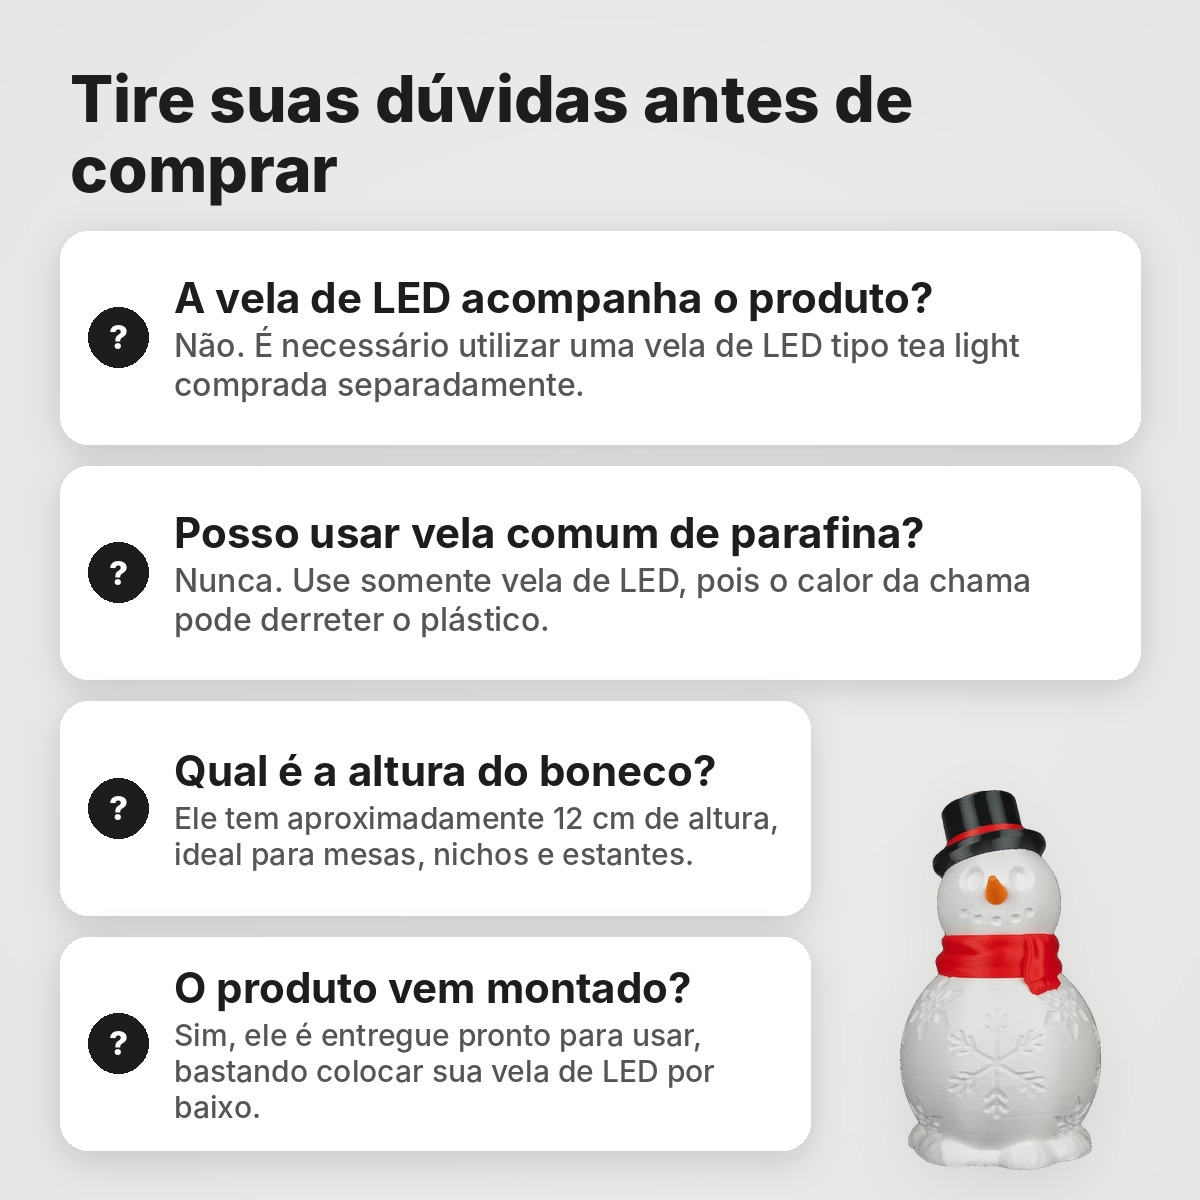 Tire suas dúvidas antes de
comprar
?
A vela de LED acompanha o produto?
Não. É necessário utilizar uma vela de LED tipo tea light
comprada separadamente.
?
Posso usar vela comum de parafina?
Nunca. Use somente vela de LED, pois o calor da chama
pode derreter o plástico.
?
Qual é a altura do boneco?
Ele tem aproximadamente 12 cm de altura,
ideal para mesas, nichos e estantes.
?
O produto vem montado?
Sim, ele é entregue pronto para usar,
bastando colocar sua vela de LED por
baixo.